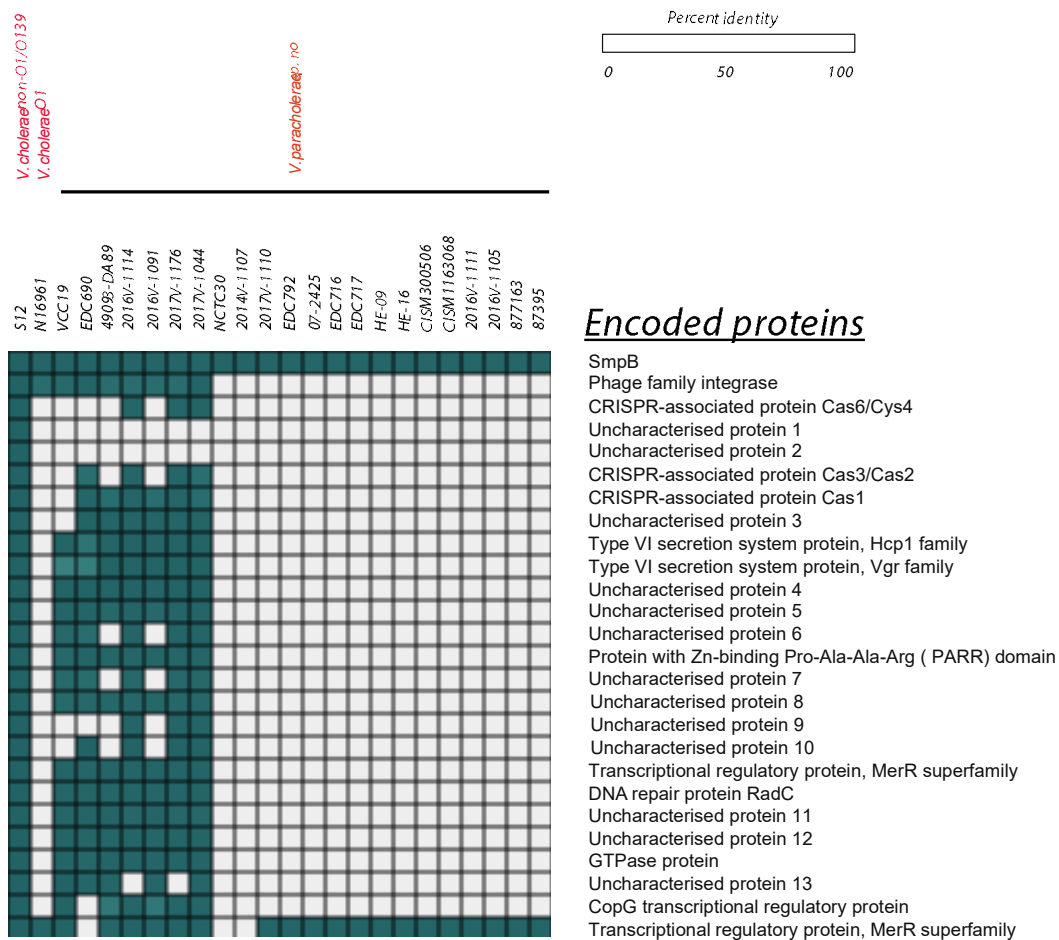 Percent identity
0 50 100
V.cholerae non-O1/O139
V.cholerae O1
V.paracholerae sp. no
S12
N16961
VCC19
EDC690
49093-DA89
2016V-1114
2016V-1091
2017V-1176
2017V-1044
NCTC30
2014V-1107
2017V-1110
EDC792
07-2425
EDC716
EDC717
HE-09
HE-16
CISM300506
CISM1163068
2016V-111
2016V-1105
877163
87395
Encoded proteins
SmpB
Phage family integrase
CRISPR-associated protein Cas6/Cys4
Uncharacterised protein 1
Uncharacterised protein 2
CRISPR-associated protein Cas3/Cas2
CRISPR-associated protein Cas1
Uncharacterised protein 3
Type VI secretion system protein, Hcp1 family
Type VI secretion system protein, Vgr family
Uncharacterised protein 4
Uncharacterised protein 5
Uncharacterised protein 6
Protein with Zn-binding Pro-Ala-Ala-Arg ( PARR) domain
Uncharacterised protein 7
Uncharacterised protein 8
Uncharacterised protein 9
Uncharacterised protein 10
Transcriptional regulatory protein, MerR superfamily
DNA repair protein RadC
Uncharacterised protein 11
Uncharacterised protein 12
GTPase protein
Uncharacterised protein 13
CopG transcriptional regulatory protein
Transcriptional regulatory protein, MerR superfamily